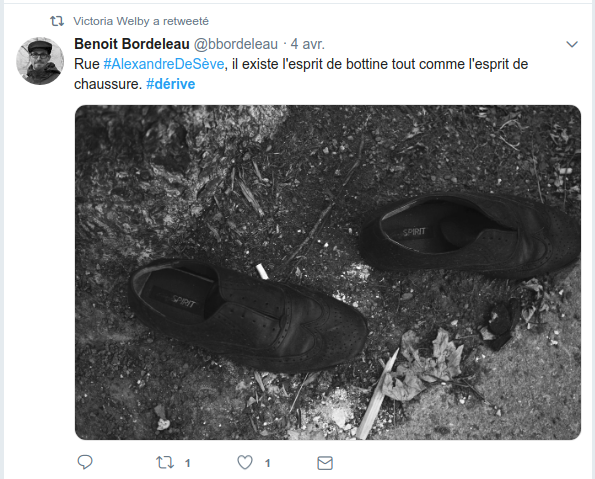 Victoria Welby a retweeté
Benoit Bordeleau @bbordeleau · 4 avr.
Rue #AlexandreDeSève, il existe l'esprit de bottine tout comme l'esprit de
chaussure. #dérive
SPIRIT
SPIRIT
1 1